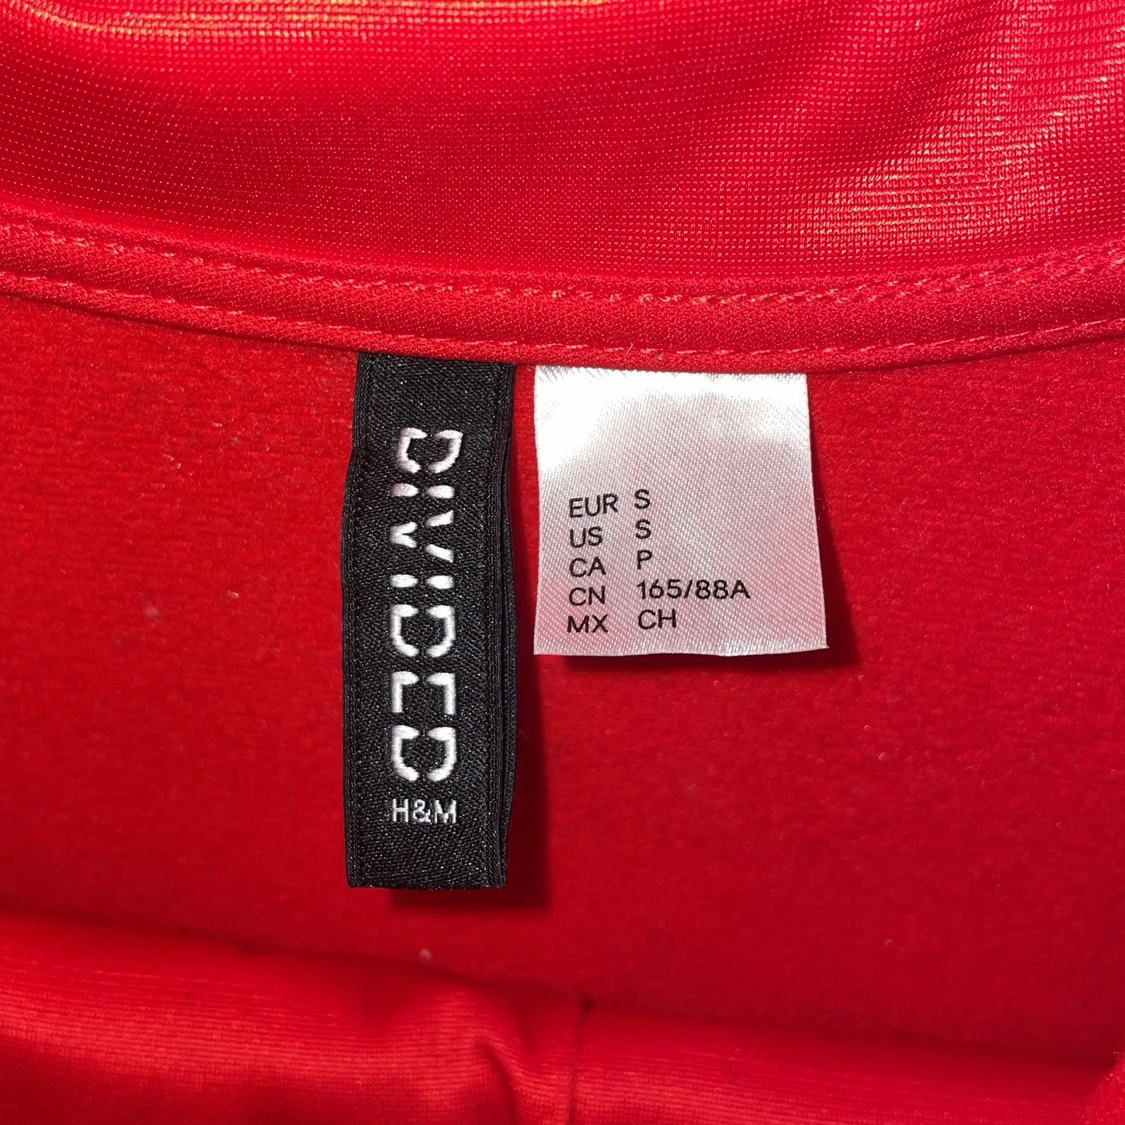 DIVIDED
H&M
EUR S
US S
CA P
CN 165/88A
MX CH